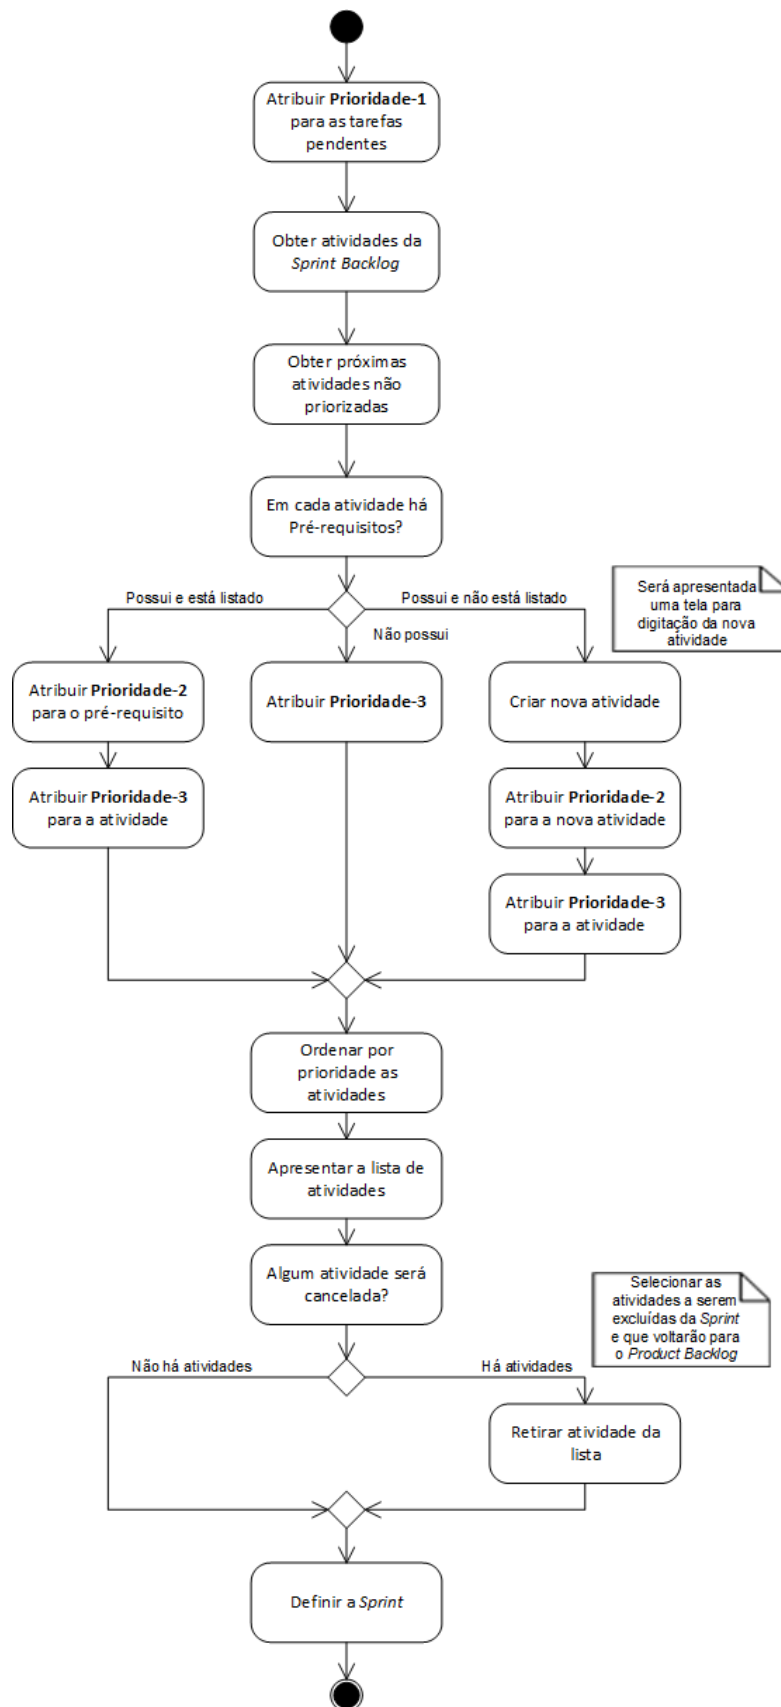 Atribuir Prioridade-1
para as tarefas
pendentes
Obter atividades da
Sprint Backlog
Obter próximas
atividades não
priorizadas
Em cada atividade há
Pré-requisitos?
Será apresentada
uma tela para
digitação da nova
atividade
Possui e está listado
Possui e não está listado
Não possui
Atribuir Prioridade-2
para o pré-requisito
Atribuir Prioridade-3
Criar nova atividade
Atribuir Prioridade-3
para a atividade
Atribuir Prioridade-2
para a nova atividade
Atribuir Prioridade-3
para a atividade
Ordenar por
prioridade as
atividades
Apresentar a lista de
atividades
Algum atividade será
cancelada?
Selecionar as
atividades a serem
excluídas da Sprint
e que voltarão para
o Product Backlog
Não há atividades
Há atividades
Retirar atividade da
lista
Definir a Sprint